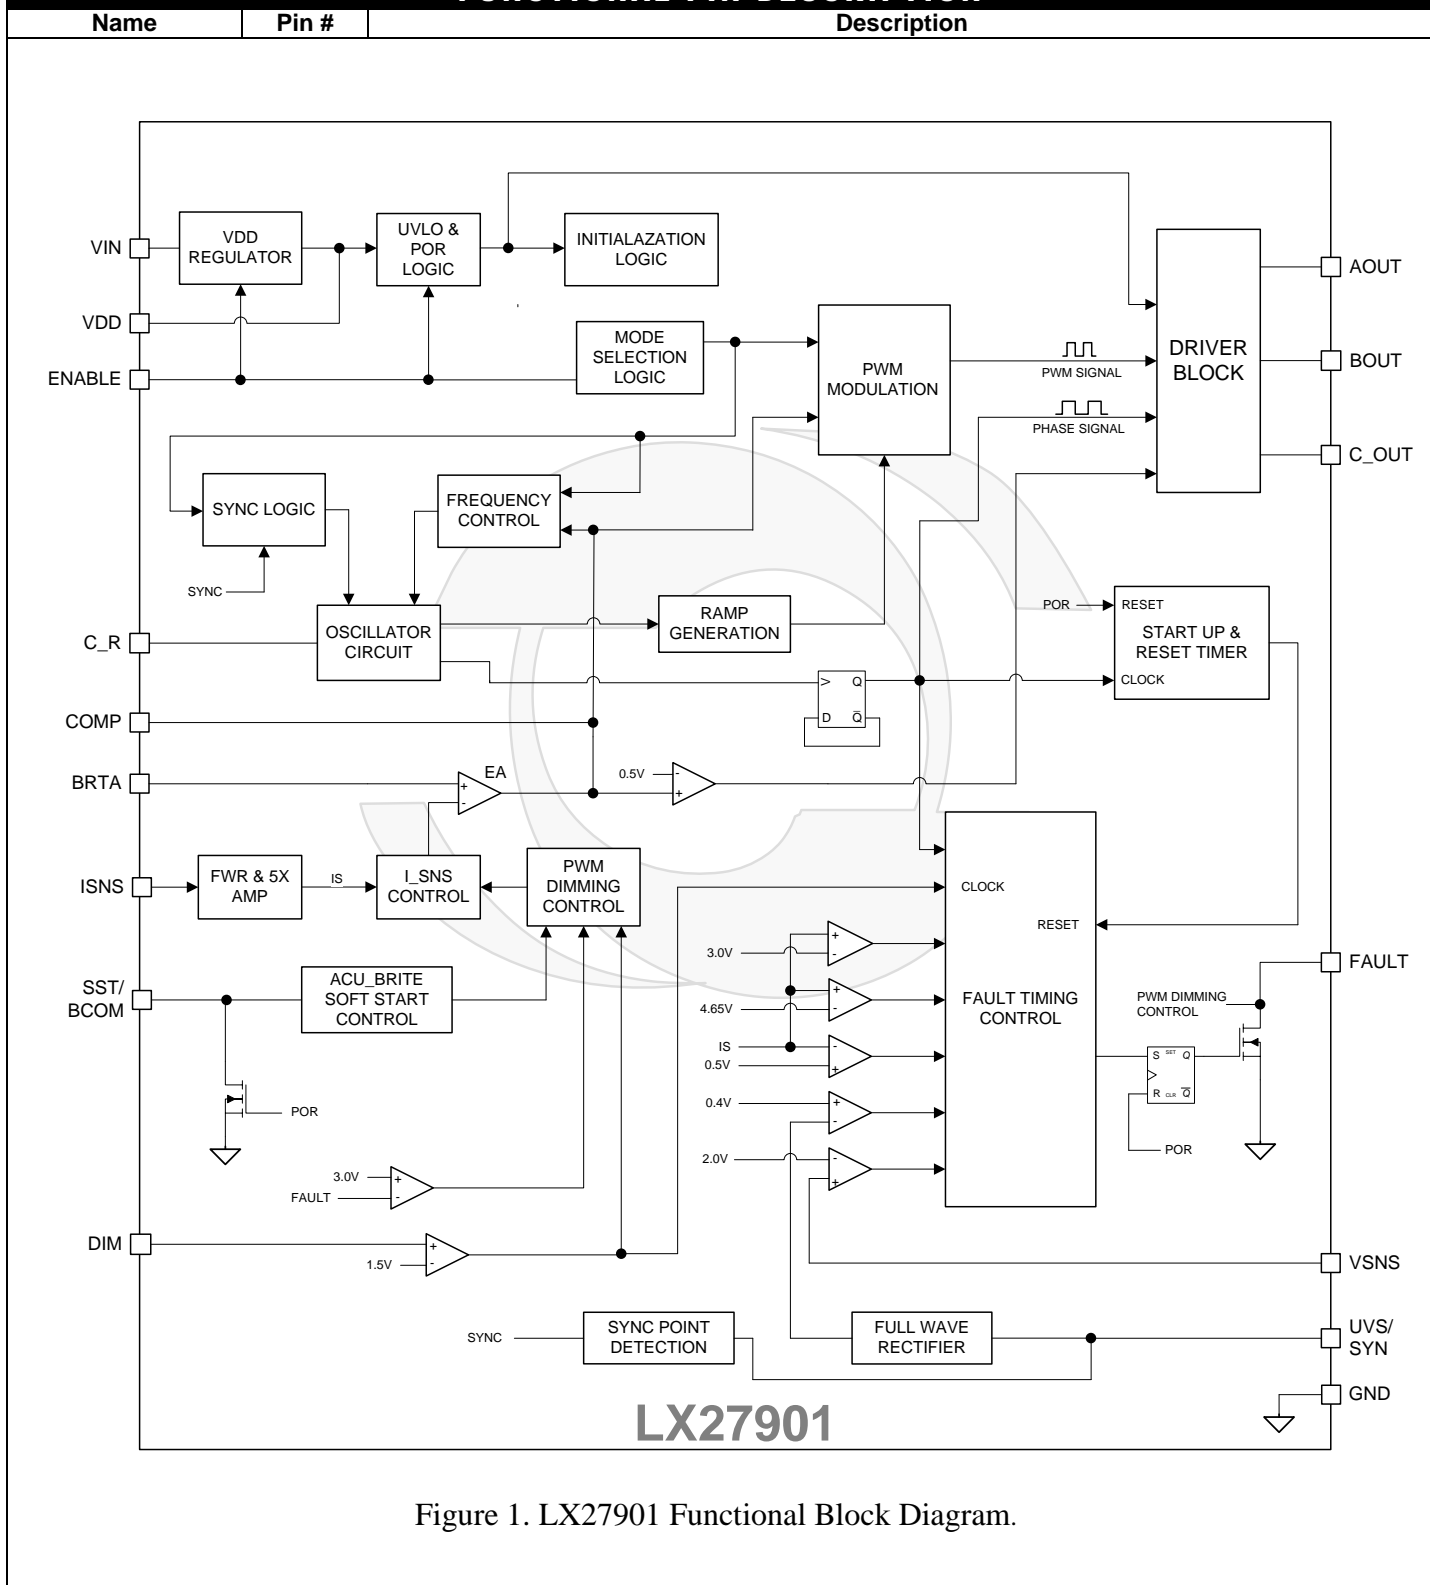 FUNCTIONAL PIN DESCRIPTION
Name Pin # Description
VIN
VDD
REGULATOR
UVLO &
POR
LOGIC
INITIALAZATION
LOGIC
VDD
ENABLE
MODE
SELECTION
LOGIC
PWM
MODULATION
PWM SIGNAL
PHASE SIGNAL
DRIVER
BLOCK
AOUT
BOUT
C_OUT
SYNC LOGIC
SYNC
FREQUENCY
CONTROL
C_R
OSCILLATOR
CIRCUIT
RAMP
GENERATION
> Q
D Q
POR
RESET
START UP &
RESET TIMER
CLOCK
COMP
BRTA
+
-
EA
0.5V
-
+
ISNS
FWR & 5X
AMP
IS
I_SNS
CONTROL
PWM
DIMMING
CONTROL
SST/
BCOM
ACU_BRITE
SOFT START
CONTROL
POR
3.0V
FAULT
+
-
DIM
1.5V
+
-
CLOCK
RESET
FAULT TIMING
CONTROL
3.0V
+
-
4.65V
+
-
IS
0.5V
-
+
0.4V
+
-
2.0V
-
+
FAULT
PWM DIMMING
CONTROL
S SET Q
R CLR Q
POR
VSNS
SYNC
SYNC POINT
DETECTION
FULL WAVE
RECTIFIER
UVS/
SYN
GND
LX27901
Figure 1. LX27901 Functional Block Diagram.